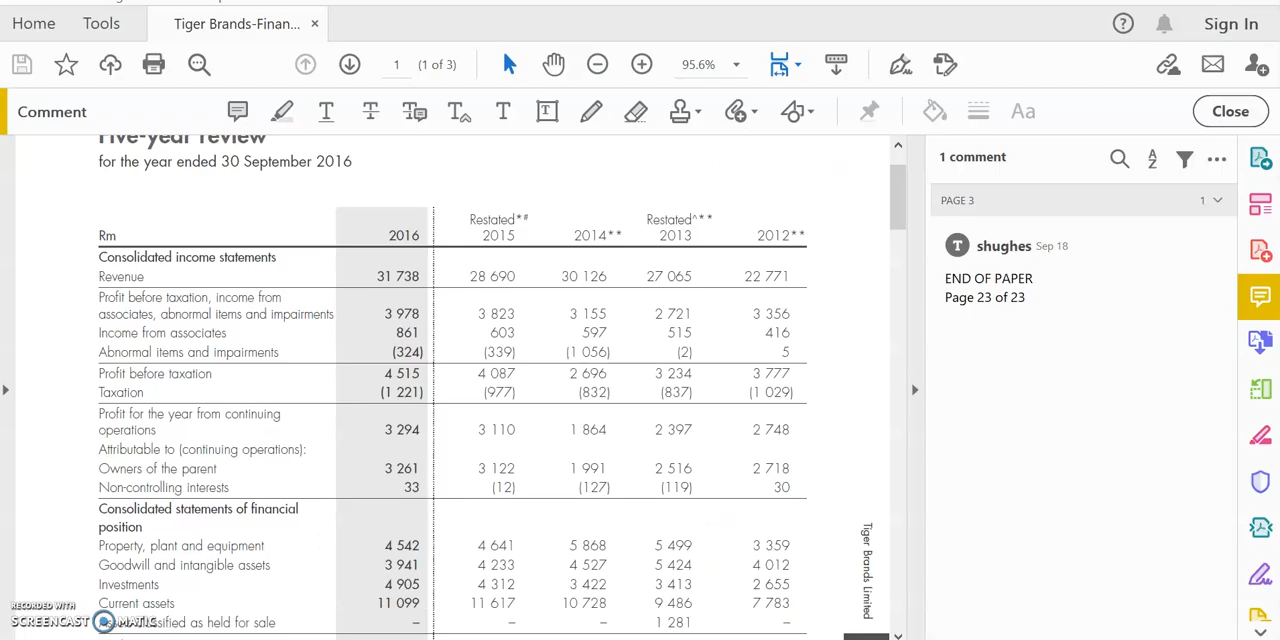 Home Tools Tiger Brands-Finan... × Sign In
1 (1 of 3) 95.6%
Comment Close
Five-year review
for the year ended 30 September 2016
Restated*# Restated^**
Rm 2016 2015 2014** 2013 2012**
Consolidated income statements
Revenue 31 738 28 690 30 126 27 065 22 771
Profit before taxation, income from
associates, abnormal items and impairments 3 978 3 823 3 155 2 721 3 356
Income from associates 861 603 597 515 416
Abnormal items and impairments (324) (339) (1 056) (2) 5
Profit before taxation 4 515 4 087 2 696 3 234 3 777
Taxation (1 221) (977) (832) (837) (1 029)
Profit for the year from continuing
operations 3 294 3 110 1 864 2 397 2 748
Attributable to (continuing operations):
Owners of the parent 3 261 3 122 1 991 2 516 2 718
Non-controlling interests 33 (12) (127) (119) 30
Consolidated statements of financial
position
Property, plant and equipment 4 542 4 641 5 868 5 499 3 359
Goodwill and intangible assets 3 941 4 233 4 527 5 424 4 012
Investments 4 905 4 312 3 422 3 413 2 655
Current assets 11 099 11 617 10 728 9 486 7 783
classified as held for sale – – – 1 281 –
Tiger Brands Limited
1 comment
PAGE 3 1
T shughes Sep 18
END OF PAPER
Page 23 of 23
RECORDED WITH
SCREENCAST MATIC